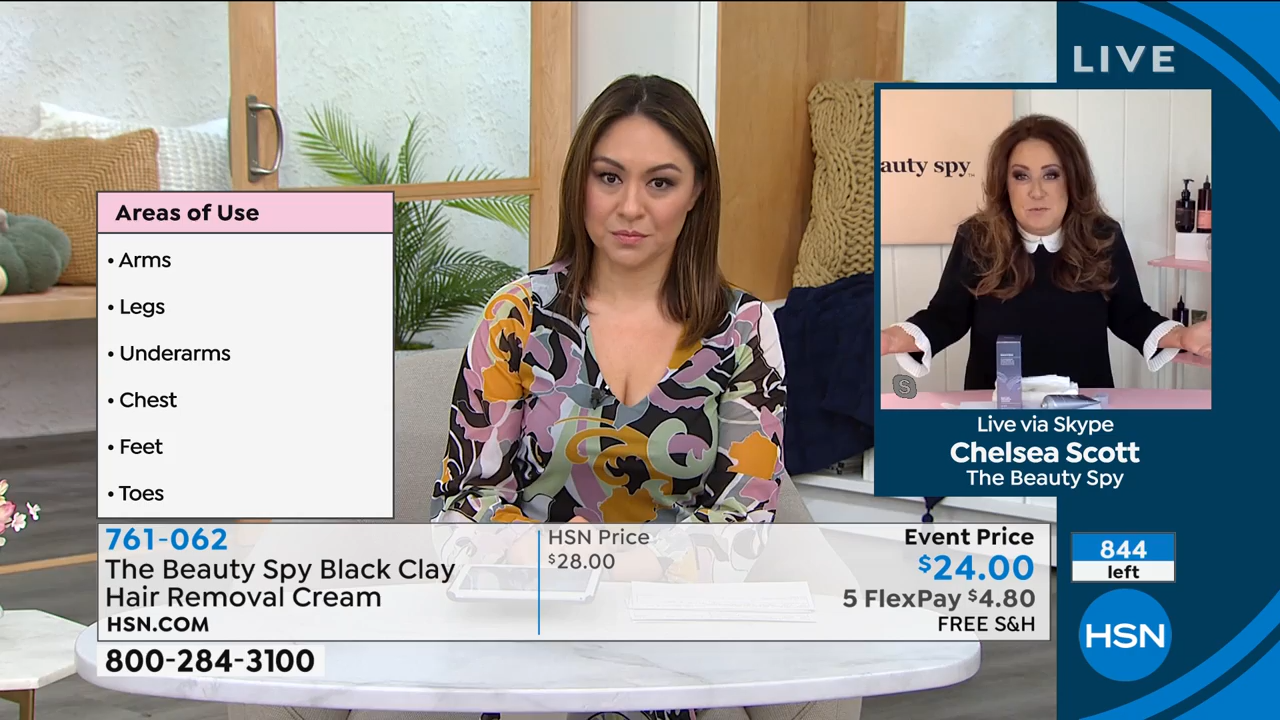 LIVE
auty spy
Areas of Use
• Arms
• Legs
• Underarms
• Chest
• Feet
• Toes
S
Live via Skype
Chelsea Scott
The Beauty Spy
761-062
The Beauty Spy Black Clay
Hair Removal Cream
HSN.COM
HSN Price
$28.00
Event Price
$24.00
5 FlexPay $4.80
FREE S&H
844
left
HSN
800-284-3100